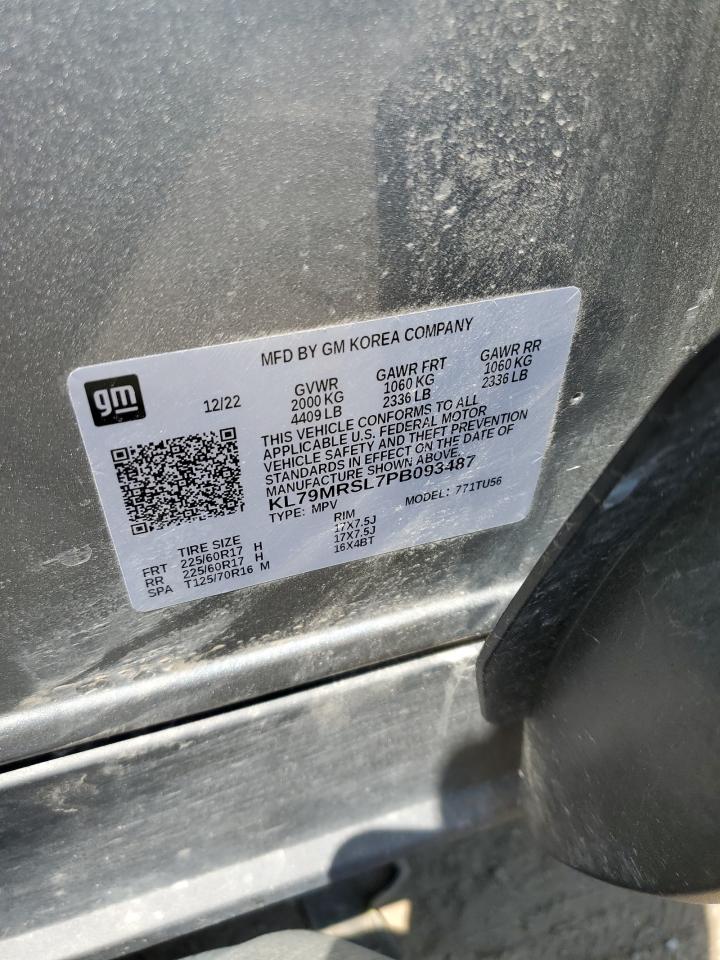 MFD BY GM KOREA COMPANY
gm
12/22
GVWR
2000 KG
4409 LB
GAWR FRT
1060 KG
2336 LB
GAWR RR
1060 KG
2336 LB
THIS VEHICLE CONFORMS TO ALL
APPLICABLE U.S. FEDERAL MOTOR
VEHICLE SAFETY AND THEFT PREVENTION
STANDARDS IN EFFECT ON THE DATE OF
MANUFACTURE SHOWN ABOVE.
KL79MRSL7PB093487
TYPE: MPV MODEL: 771TU56
TIRE SIZE RIM
FRT 225/60R17 H 17X7.5J
RR 225/60R17 H 17X7.5J
SPA T125/70R16 M 16X4BT